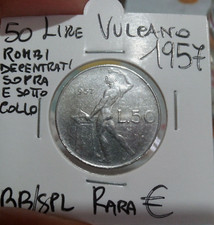 50 LIRE VULCANO
1957
ROMBI
DECENTRATI
SOPRA
E SOTTO
COLLO
L.50
BB/SPL RARA €